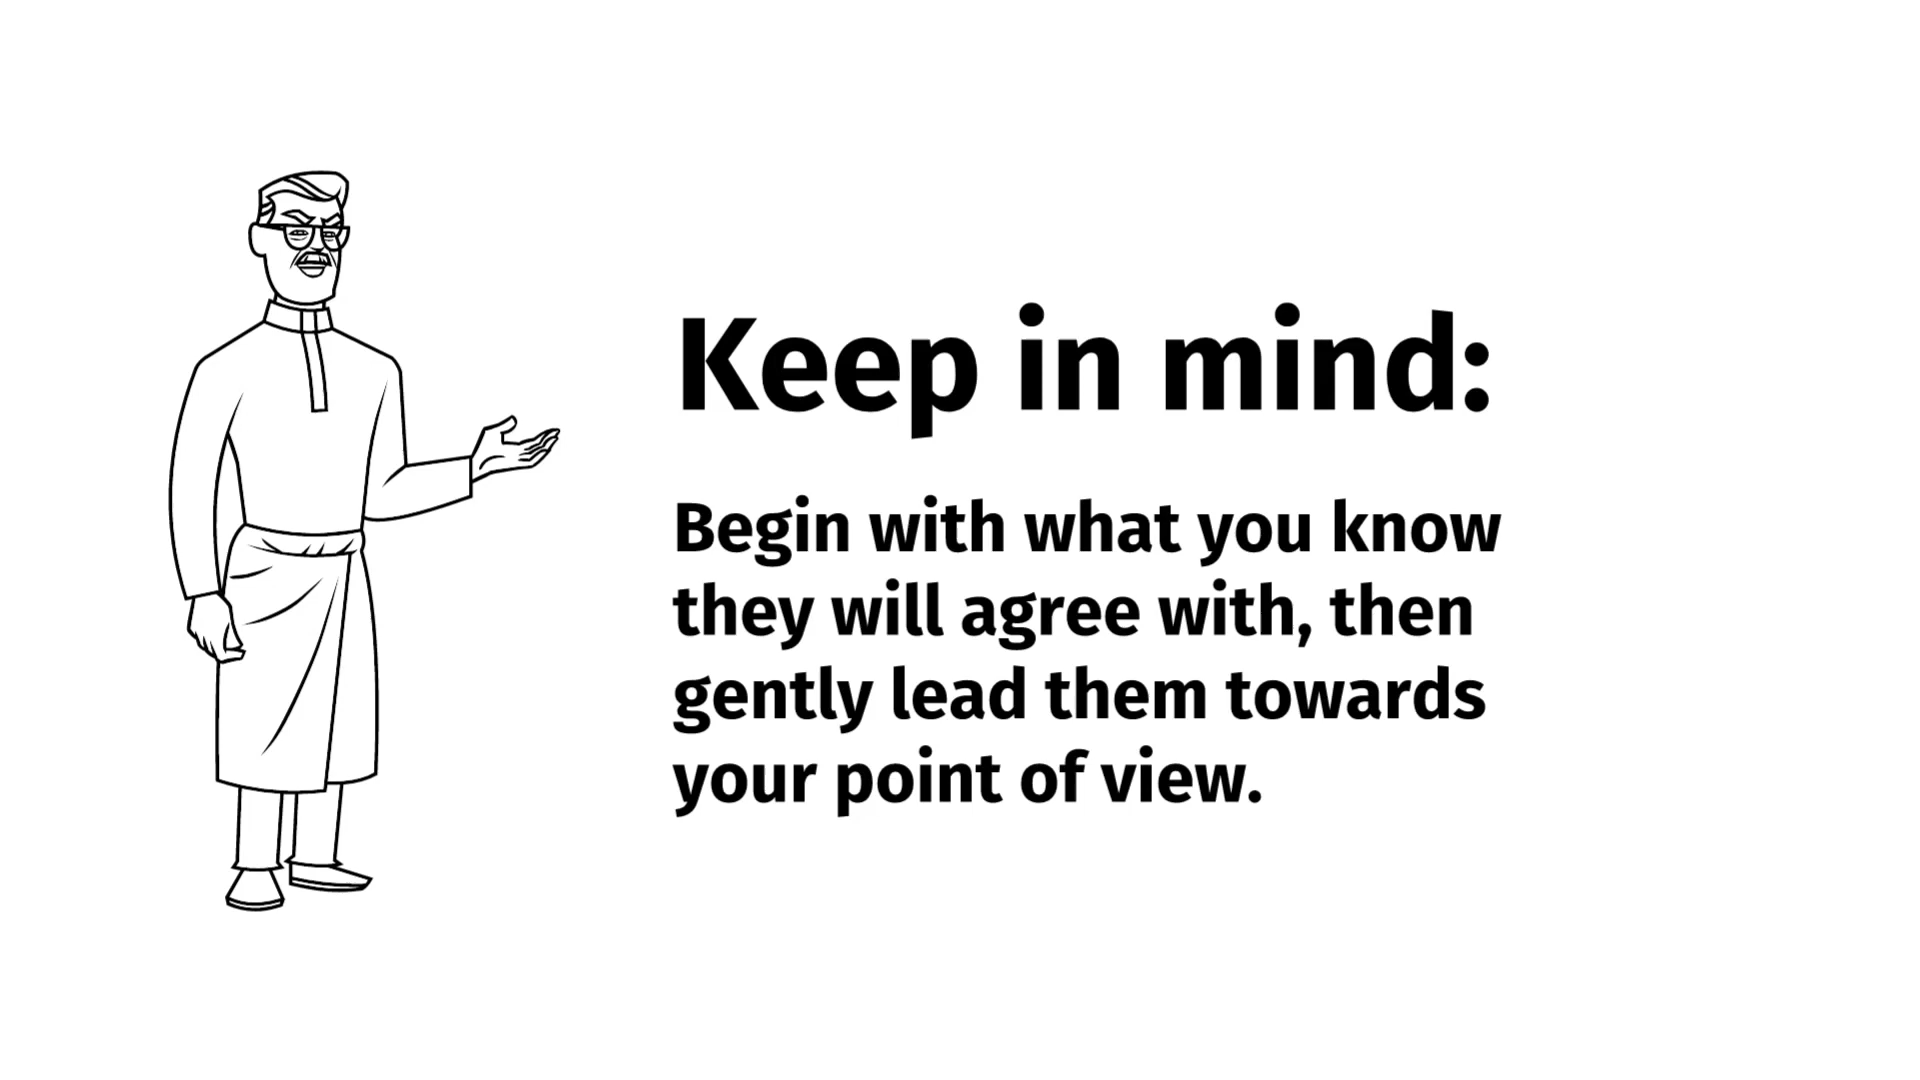 Keep in mind:
Begin with what you know
they will agree with, then
gently lead them towards
your point of view.